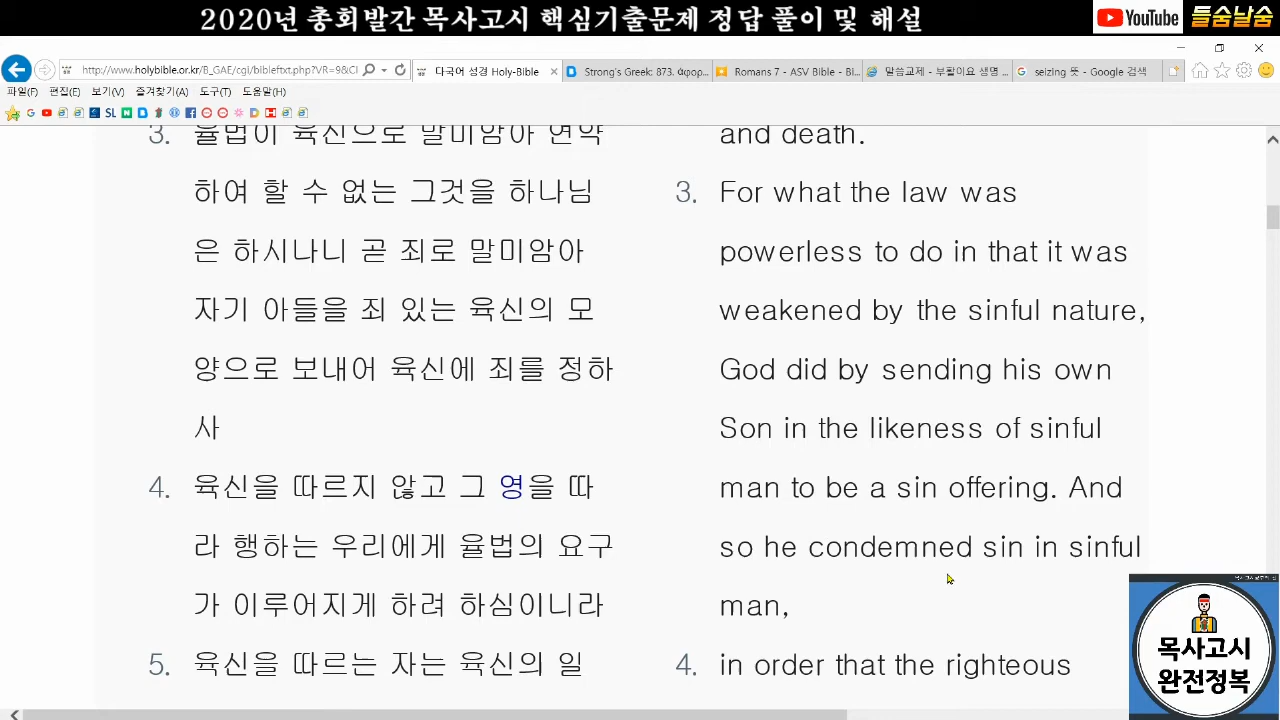 2020년 총회발간 목사고시 핵심기출문제 정답 풀이 및 해설
YouTube 들숨날숨
http://www.holybible.or.kr/B_GAE/cgi/bibleftxt.php?VR=9&CI
다국어 성경 Holy-Bible
Strong's Greek: 873. ἀφορ...
Romans 7 - ASV Bible - Bl...
말씀교제 - 부활이요 생명 ...
seizing 뜻 - Google 검색
파일(F) 편집(E) 보기(V) 즐겨찾기(A) 도구(T) 도움말(H)
3. 율법이 육신으로 말미암아 연약
하여 할 수 없는 그것을 하나님
은 하시나니 곧 죄로 말미암아
자기 아들을 죄 있는 육신의 모
양으로 보내어 육신에 죄를 정하
사
4. 육신을 따르지 않고 그 영을 따
라 행하는 우리에게 율법의 요구
가 이루어지게 하려 하심이니라
5. 육신을 따르는 자는 육신의 일
and death.
3. For what the law was
powerless to do in that it was
weakened by the sinful nature,
God did by sending his own
Son in the likeness of sinful
man to be a sin offering. And
so he condemned sin in sinful
man,
4. in order that the righteous
목사고시
완전정복